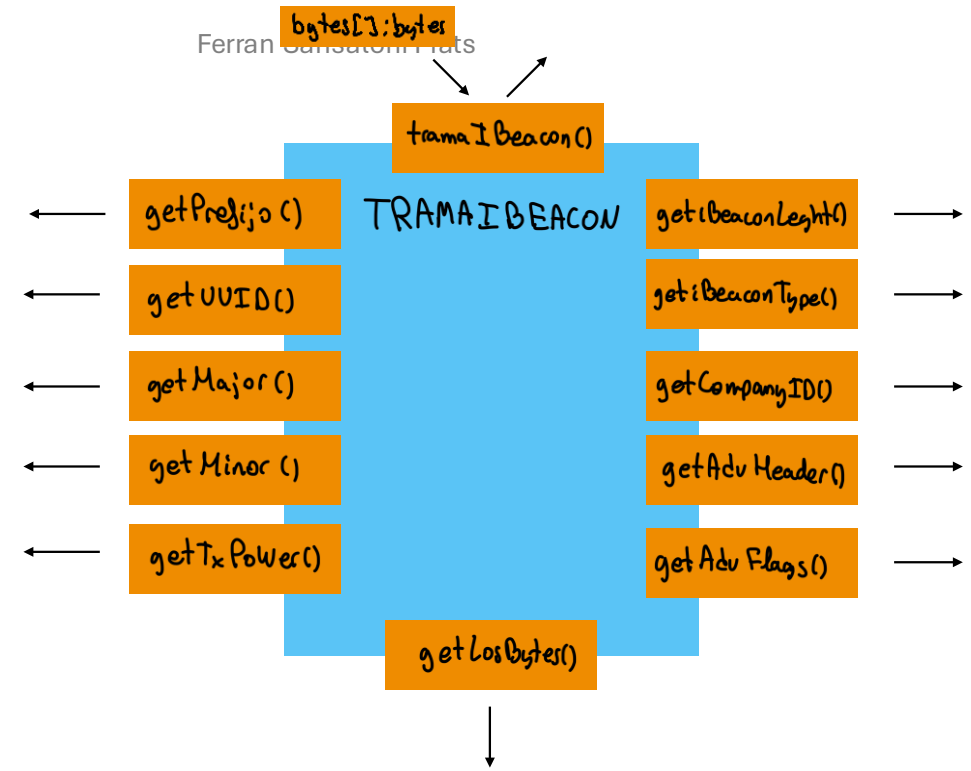 bytes[]:bytes
Ferran
tramaIBeacon()
TRAMAIBEACON
getPrefijo()
getUUID()
getMajor()
getMinor()
getTxPower()
getiBeaconLeght()
getiBeaconType()
getCompanyID()
getAdvHeader()
getAdvFlags()
getLosBytes()